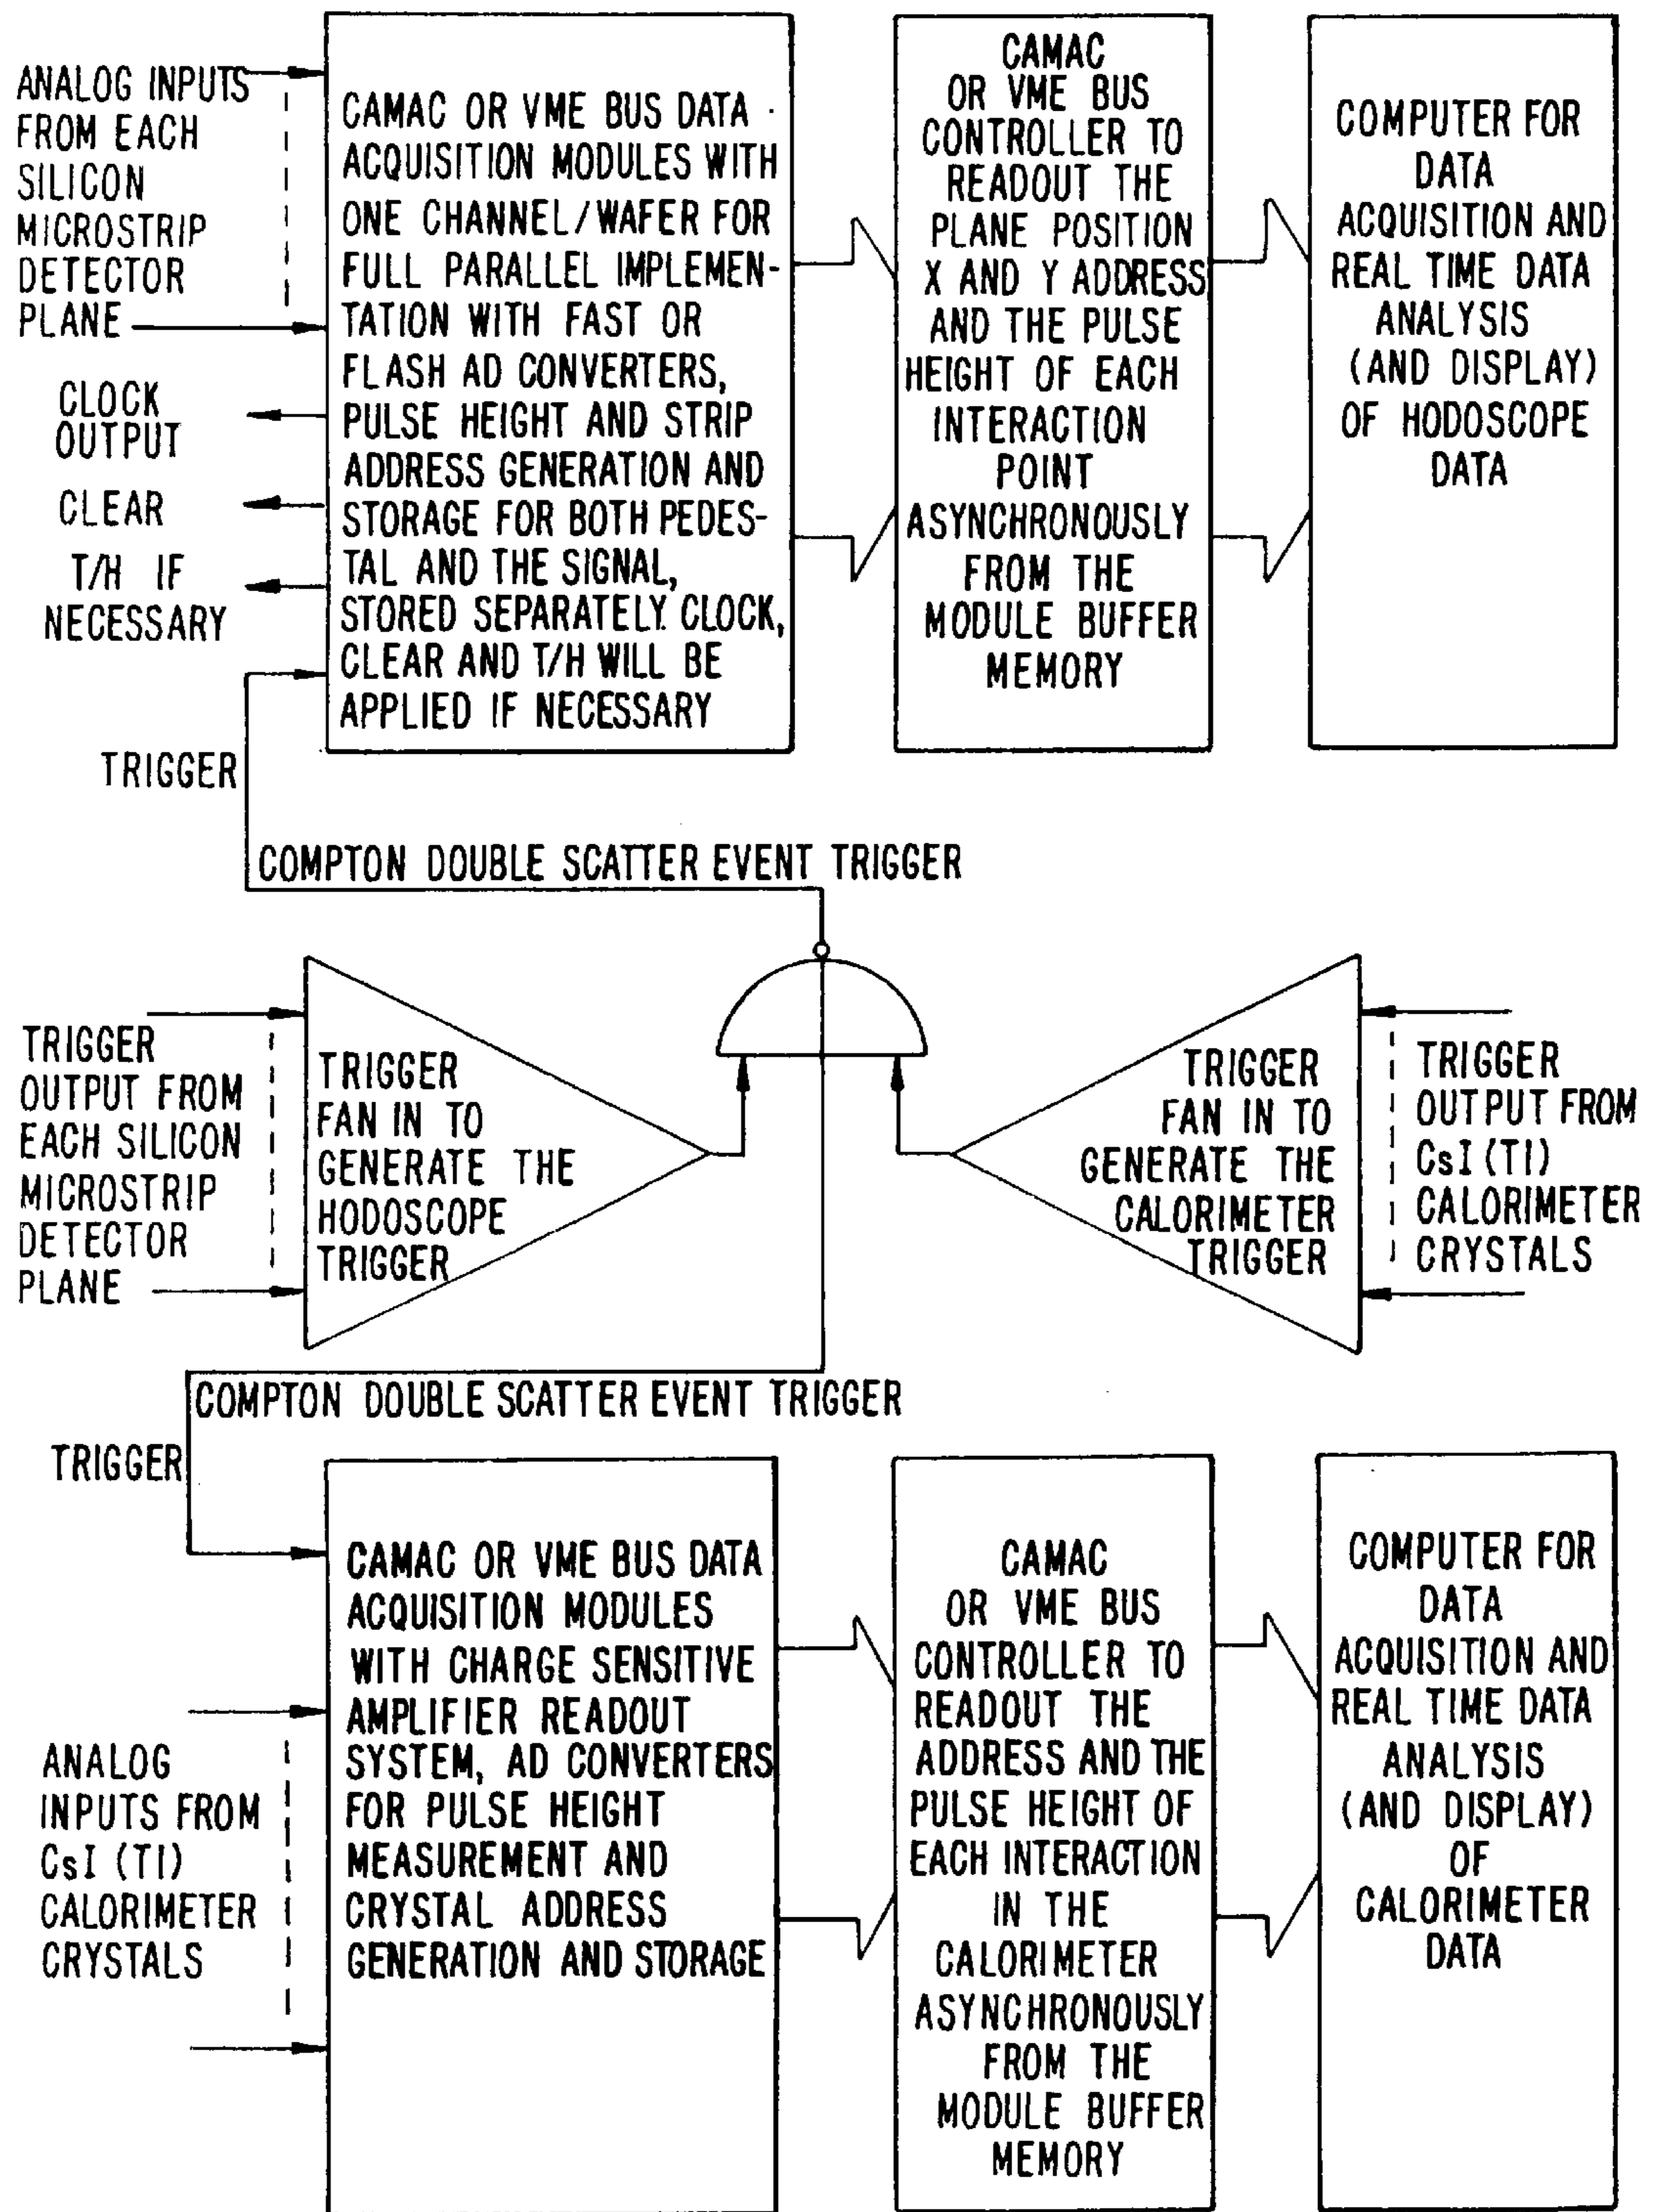 ANALOG INPUTS
FROM EACH
SILICON
MICROSTRIP
DETECTOR
PLANE
CLOCK
OUTPUT
CLEAR
T/H IF
NECESSARY
CAMAC OR VME BUS DATA
ACQUISITION MODULES WITH
ONE CHANNEL/WAFER FOR
FULL PARALLEL IMPLEMEN-
TATION WITH FAST OR
FLASH AD CONVERTERS,
PULSE HEIGHT AND STRIP
ADDRESS GENERATION AND
STORAGE FOR BOTH PEDES-
TAL AND THE SIGNAL,
STORED SEPARATELY. CLOCK,
CLEAR AND T/H WILL BE
APPLIED IF NECESSARY
CAMAC
OR VME BUS
CONTROLLER TO
READOUT THE
PLANE POSITION
X AND Y ADDRESS
AND THE PULSE
HEIGHT OF EACH
INTERACTION
POINT
ASYNCHRONOUSLY
FROM THE
MODULE BUFFER
MEMORY
COMPUTER FOR
DATA
ACQUISITION AND
REAL TIME DATA
ANALYSIS
(AND DISPLAY)
OF HODOSCOPE
DATA
TRIGGER
COMPTON DOUBLE SCATTER EVENT TRIGGER
TRIGGER
OUTPUT FROM
EACH SILICON
MICROSTRIP
DETECTOR
PLANE
TRIGGER
FAN IN TO
GENERATE THE
HODOSCOPE
TRIGGER
TRIGGER
FAN IN TO
GENERATE THE
CALORIMETER
TRIGGER
TRIGGER
OUTPUT FROM
CsI (Tl)
CALORIMETER
CRYSTALS
COMPTON DOUBLE SCATTER EVENT TRIGGER
TRIGGER
ANALOG
INPUTS FROM
CsI (Tl)
CALORIMETER
CRYSTALS
CAMAC OR VME BUS DATA
ACQUISITION MODULES
WITH CHARGE SENSITIVE
AMPLIFIER READOUT
SYSTEM, AD CONVERTERS
FOR PULSE HEIGHT
MEASUREMENT AND
CRYSTAL ADDRESS
GENERATION AND STORAGE
CAMAC
OR VME BUS
CONTROLLER TO
READOUT THE
ADDRESS AND THE
PULSE HEIGHT OF
EACH INTERACTION
IN THE
CALORIMETER
ASYNCHRONOUSLY
FROM THE
MODULE BUFFER
MEMORY
COMPUTER FOR
DATA
ACQUISITION AND
REAL TIME DATA
ANALYSIS
(AND DISPLAY)
OF
CALORIMETER
DATA